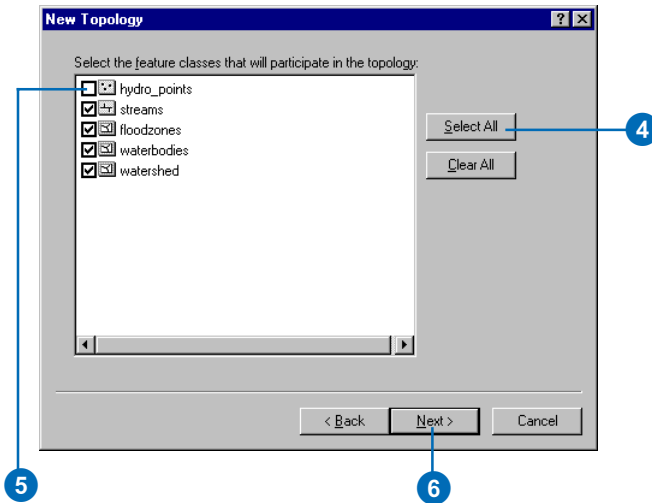 New Topology
Select the feature classes that will participate in the topology:
hydro_points
streams
floodzones
waterbodies
watershed
Select All
Clear All
< Back
Next >
Cancel
4
5
6